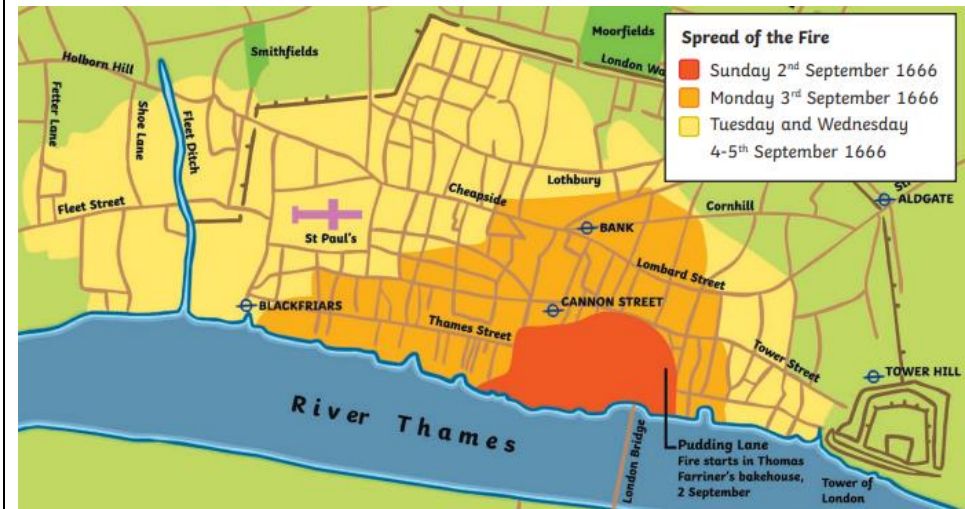 Spread of the Fire
Sunday 2nd September 1666
Monday 3rd September 1666
Tuesday and Wednesday
4-5th September 1666
Moorfields
London Wa
Smithfields
Holborn Hill
Fetter Lane
Shoe Lane
Fleet Ditch
Fleet Street
St Paul's
Cheapside
Lothbury
Cornhill
ALDGATE
BANK
Lombard Street
CANNON STREET
BLACKFRIARS
Thames Street
Tower Street
TOWER HILL
River Thames
London Bridge
Pudding Lane
Fire starts in Thomas
Farriner's bakehouse,
2 September
Tower of
London